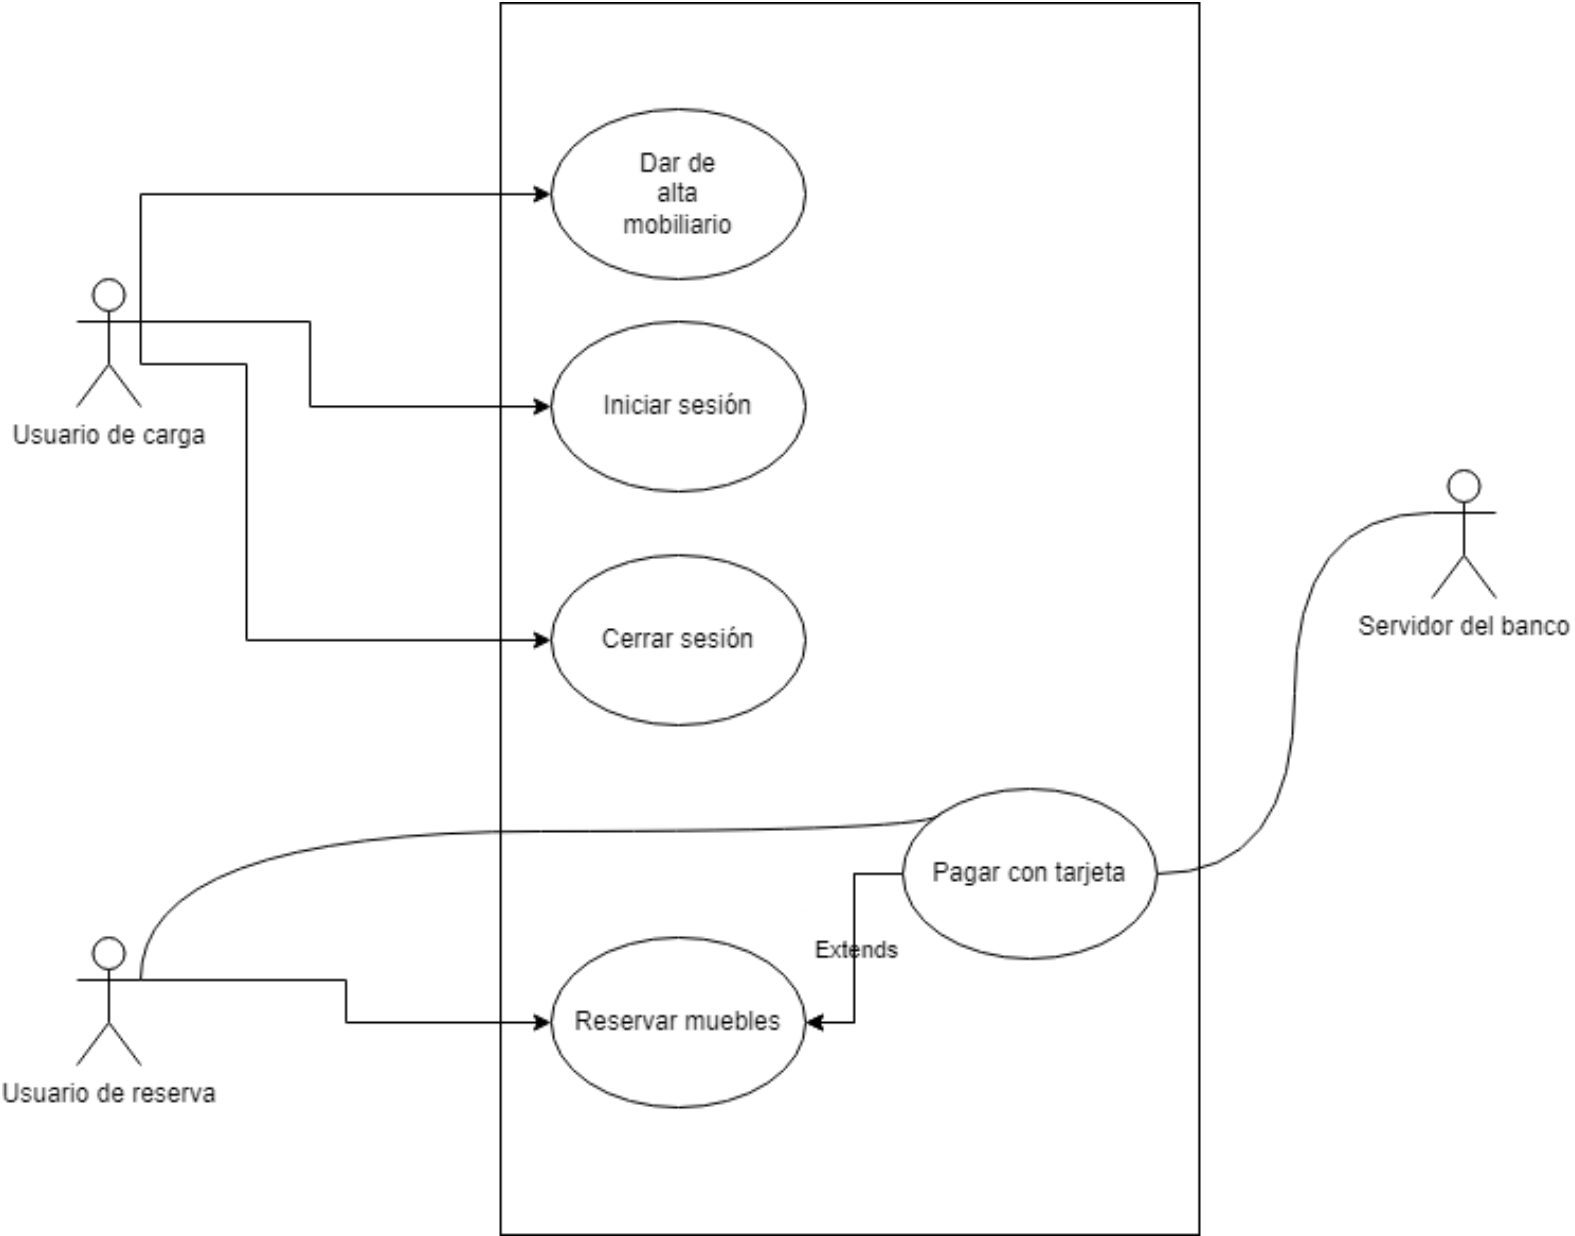 Dar de
alta
mobiliario
Usuario de carga
Iniciar sesión
Servidor del banco
Cerrar sesión
Pagar con tarjeta
Extends
Reservar muebles
Usuario de reserva